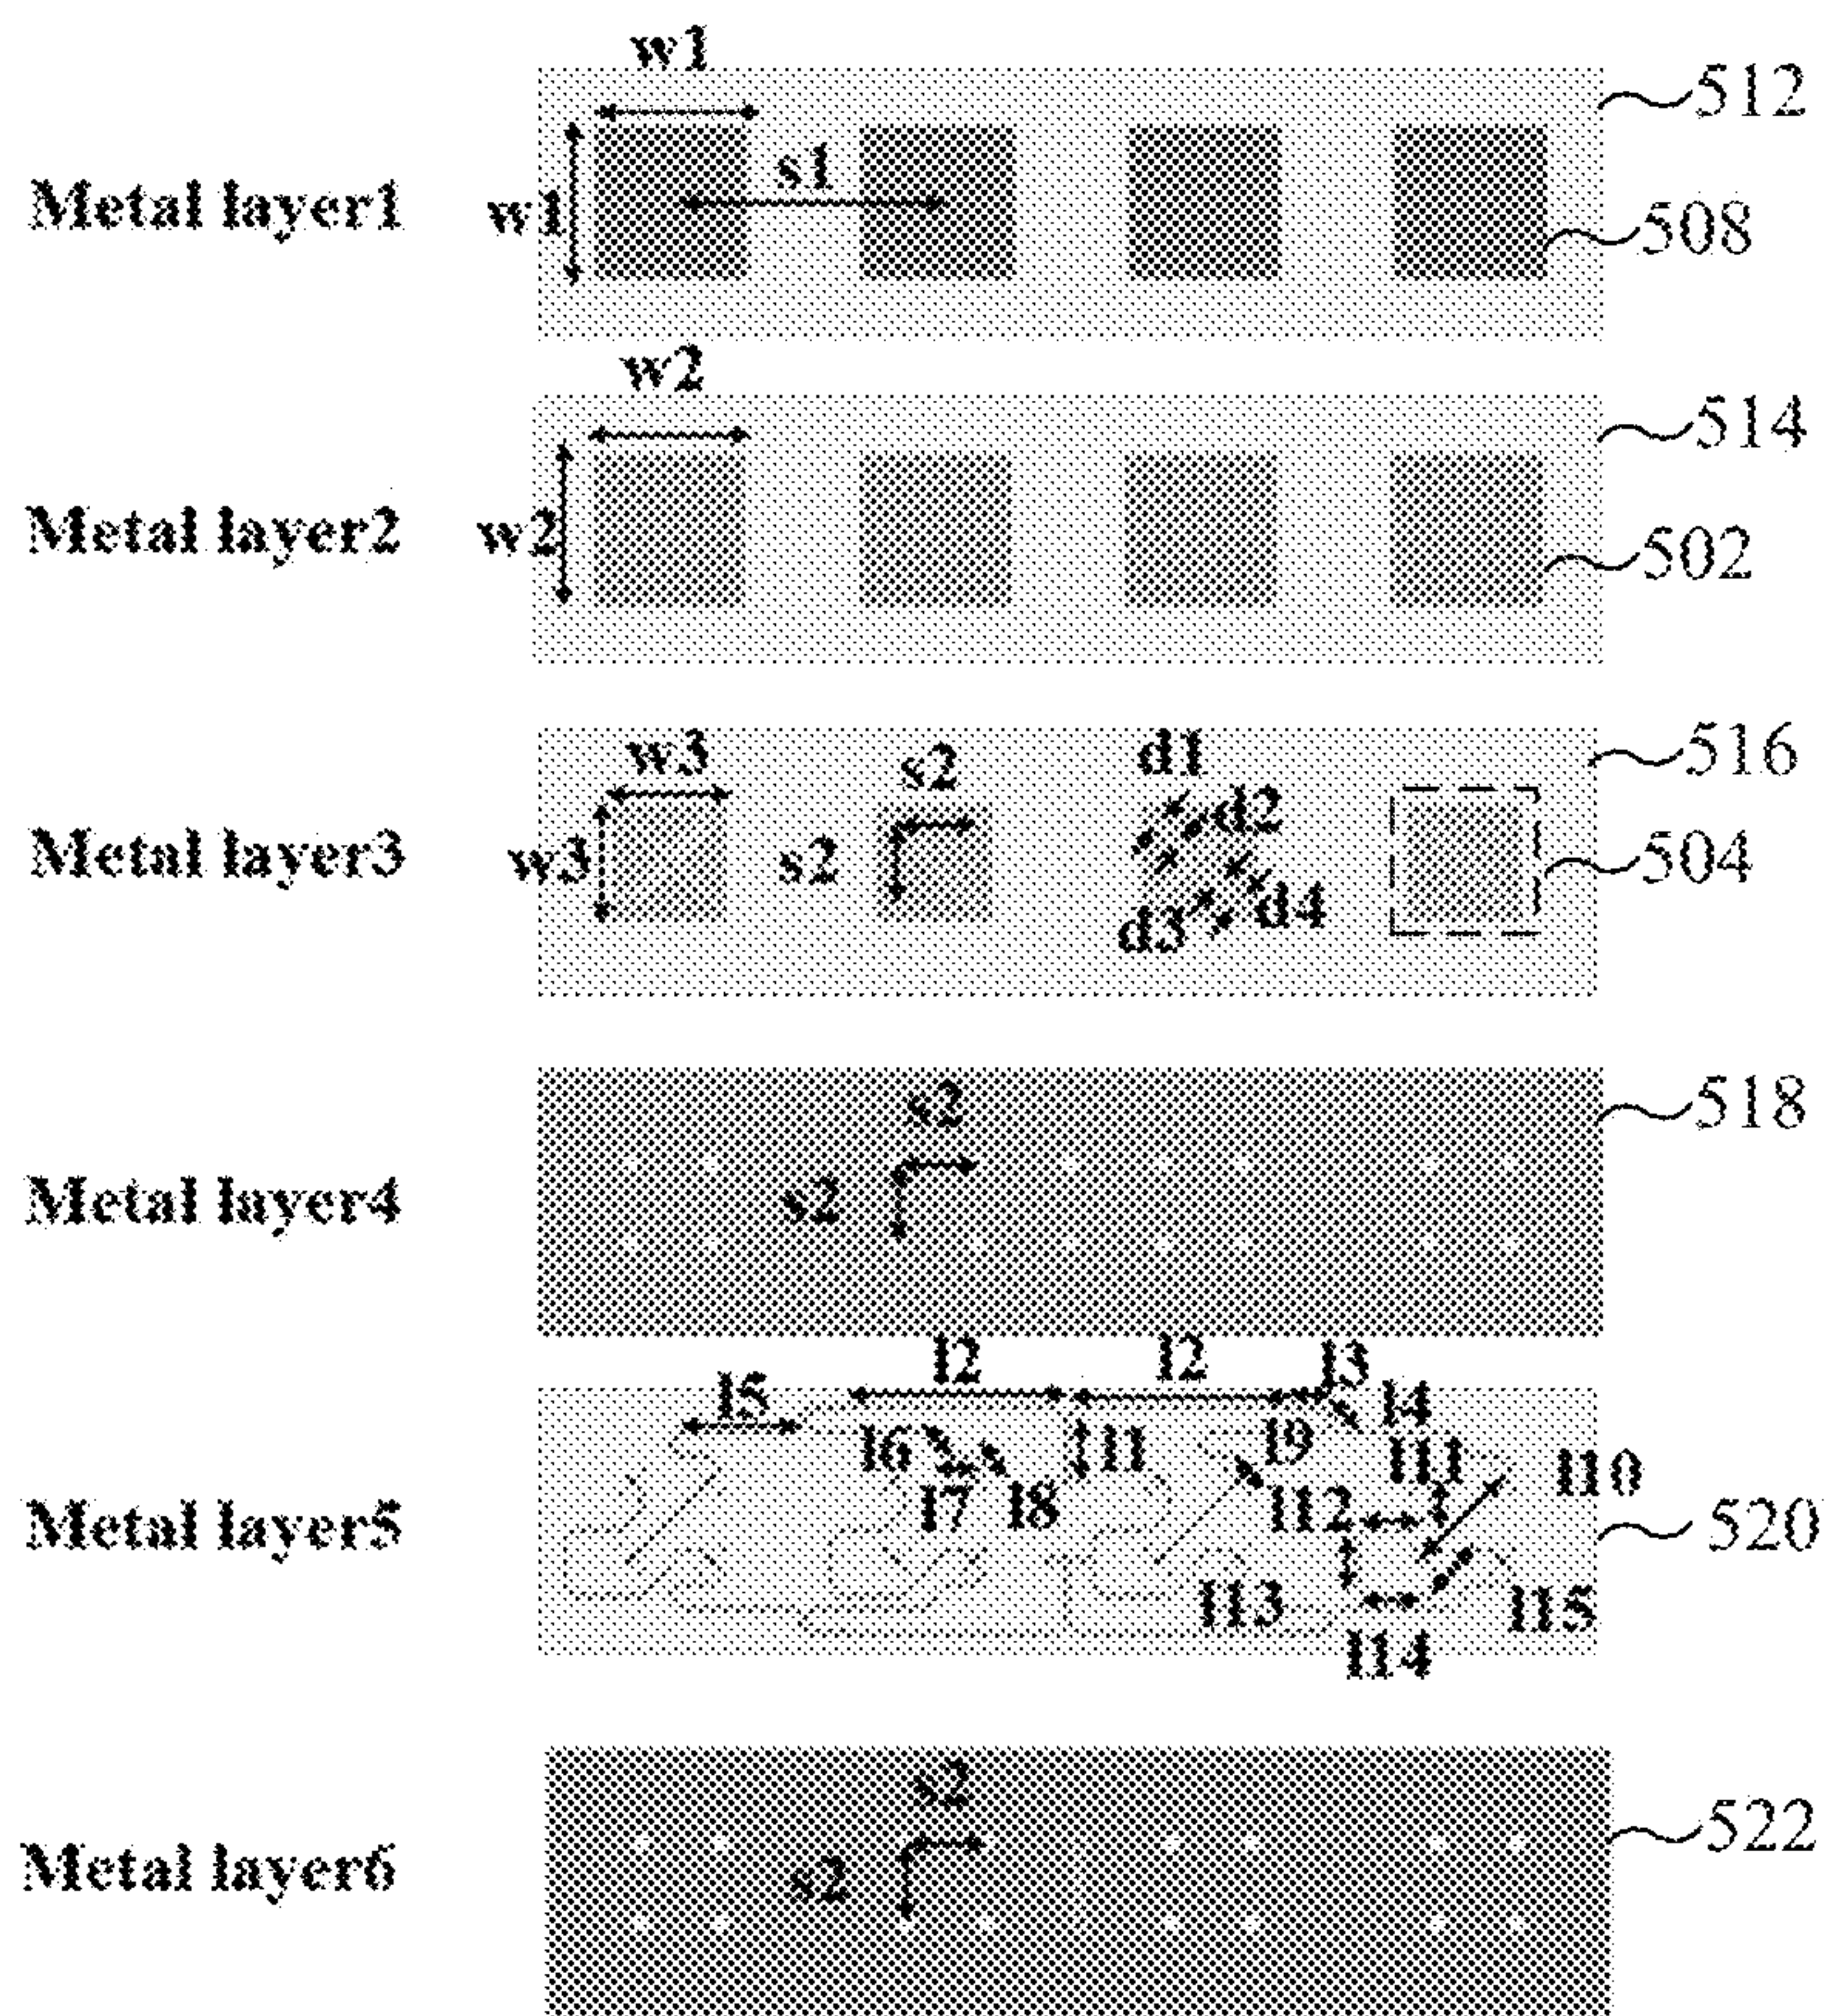 w1
512
Metal layer1
w1
s1
508
w2
514
Metal layer2
w2
502
w3
s2
d1
516
d2
Metal layer3
w3
s2
504
d3
d4
s2
518
Metal layer4
s2
l2
l2
l3
l5
l4
l6
l1
l9
l11
l10
l7
l8
l12
Metal layer5
520
l13
l15
l14
s2
522
Metal layer6
s2